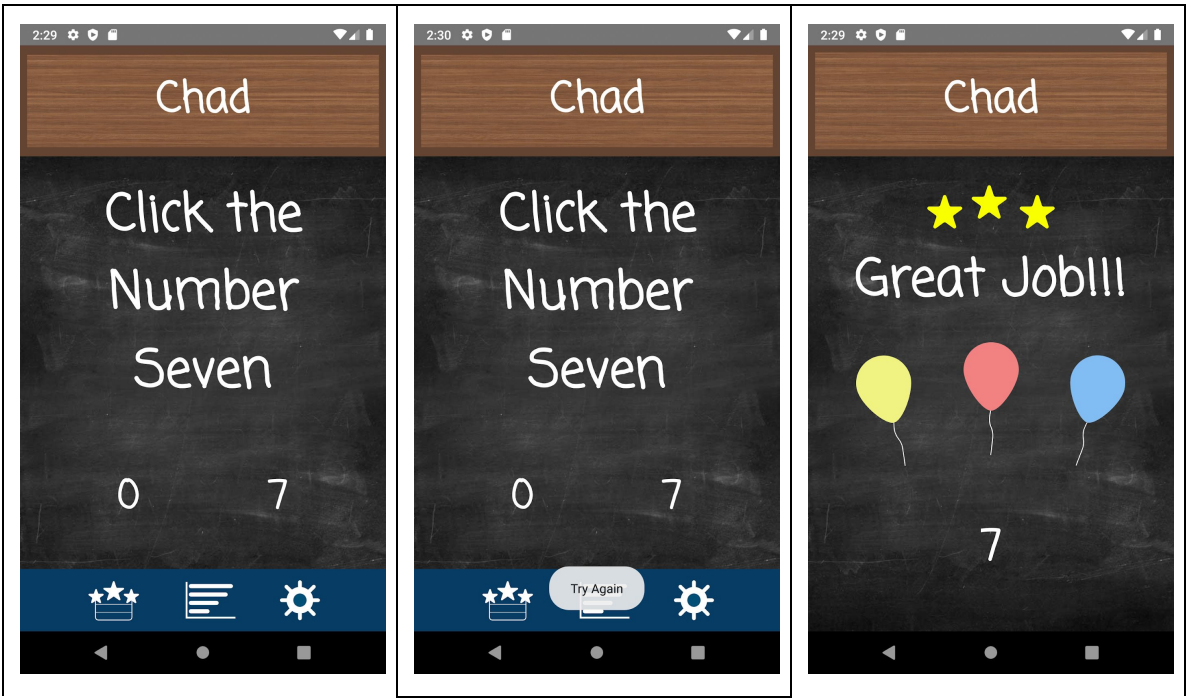 2:29
Chad
Click the
Number
Seven
0 7
2:30
Chad
Click the
Number
Seven
0 7
Try Again
2:29
Chad
Great Job!!!
7